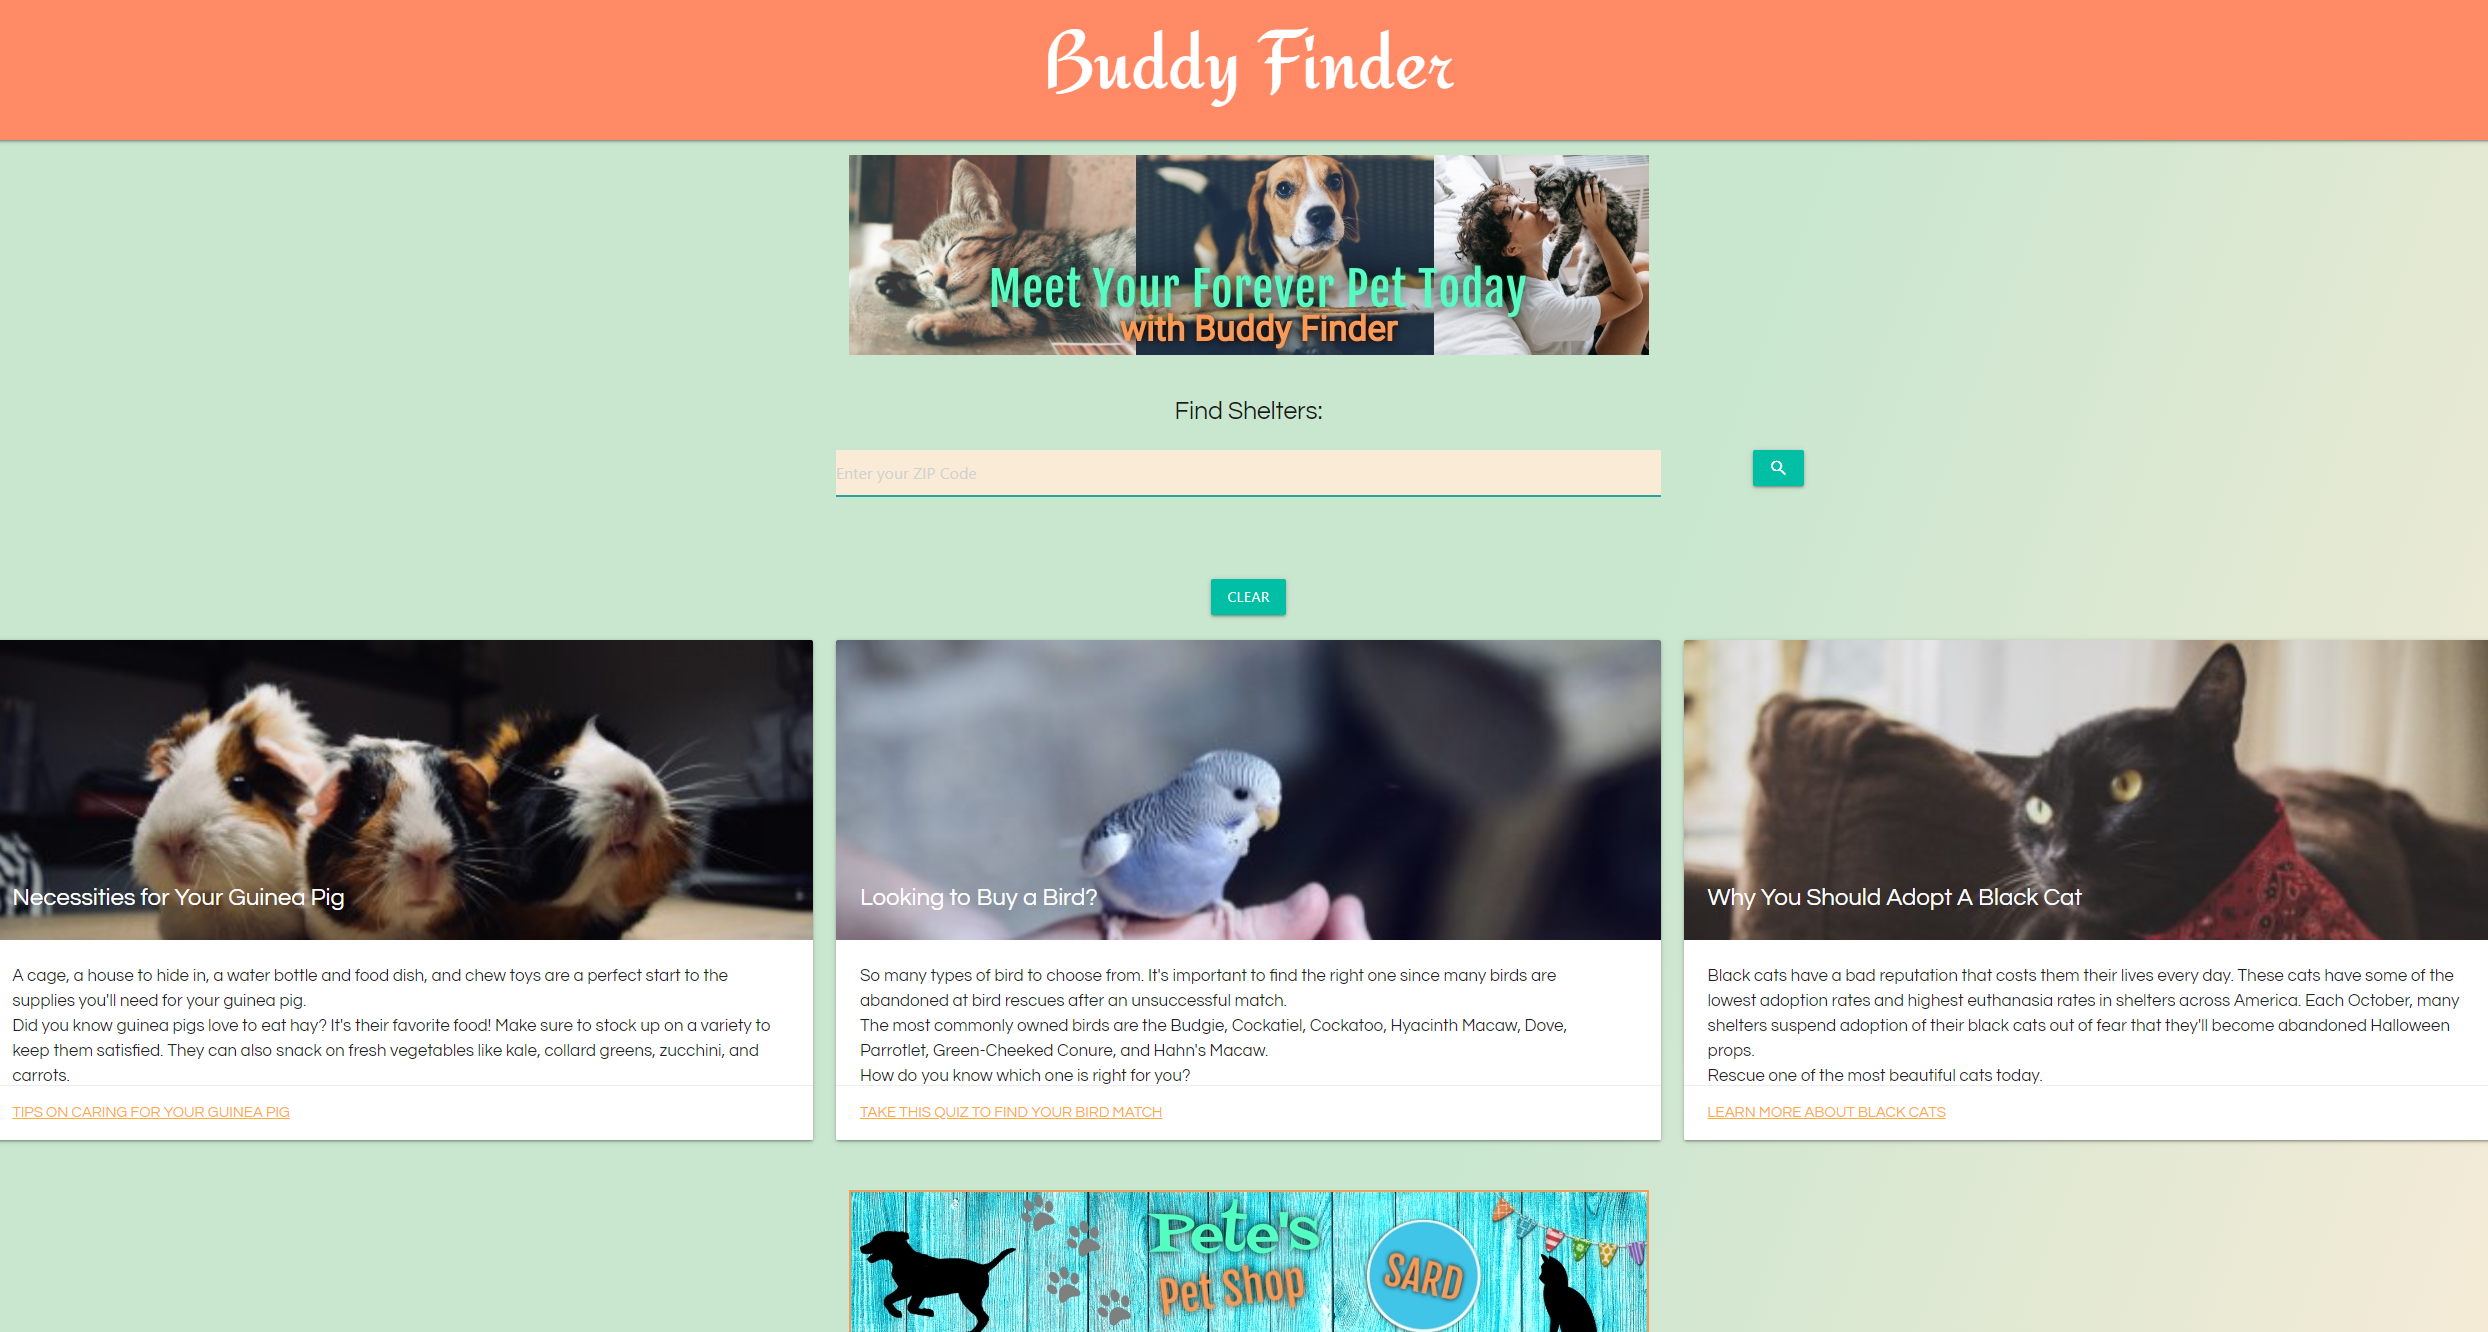 Buddy Finder
Meet Your Forever Pet Today
with Buddy Finder
Find Shelters:
Enter your ZIP Code
CLEAR
Necessities for Your Guinea Pig
A cage, a house to hide in, a water bottle and food dish, and chew toys are a perfect start to the
supplies you'll need for your guinea pig.
Did you know guinea pigs love to eat hay? It's their favorite food! Make sure to stock up on a variety to
keep them satisfied. They can also snack on fresh vegetables like kale, collard greens, zucchini, and
carrots.
TIPS ON CARING FOR YOUR GUINEA PIG
Looking to Buy a Bird?
So many types of bird to choose from. It's important to find the right one since many birds are
abandoned at bird rescues after an unsuccessful match.
The most commonly owned birds are the Budgie, Cockatiel, Cockatoo, Hyacinth Macaw, Dove,
Parrotlet, Green-Cheeked Conure, and Hahn's Macaw.
How do you know which one is right for you?
TAKE THIS QUIZ TO FIND YOUR BIRD MATCH
Why You Should Adopt A Black Cat
Black cats have a bad reputation that costs them their lives every day. These cats have some of the
lowest adoption rates and highest euthanasia rates in shelters across America. Each October, many
shelters suspend adoption of their black cats out of fear that they'll become abandoned Halloween
props.
Rescue one of the most beautiful cats today.
LEARN MORE ABOUT BLACK CATS
Pete's
Pet Shop
SARD